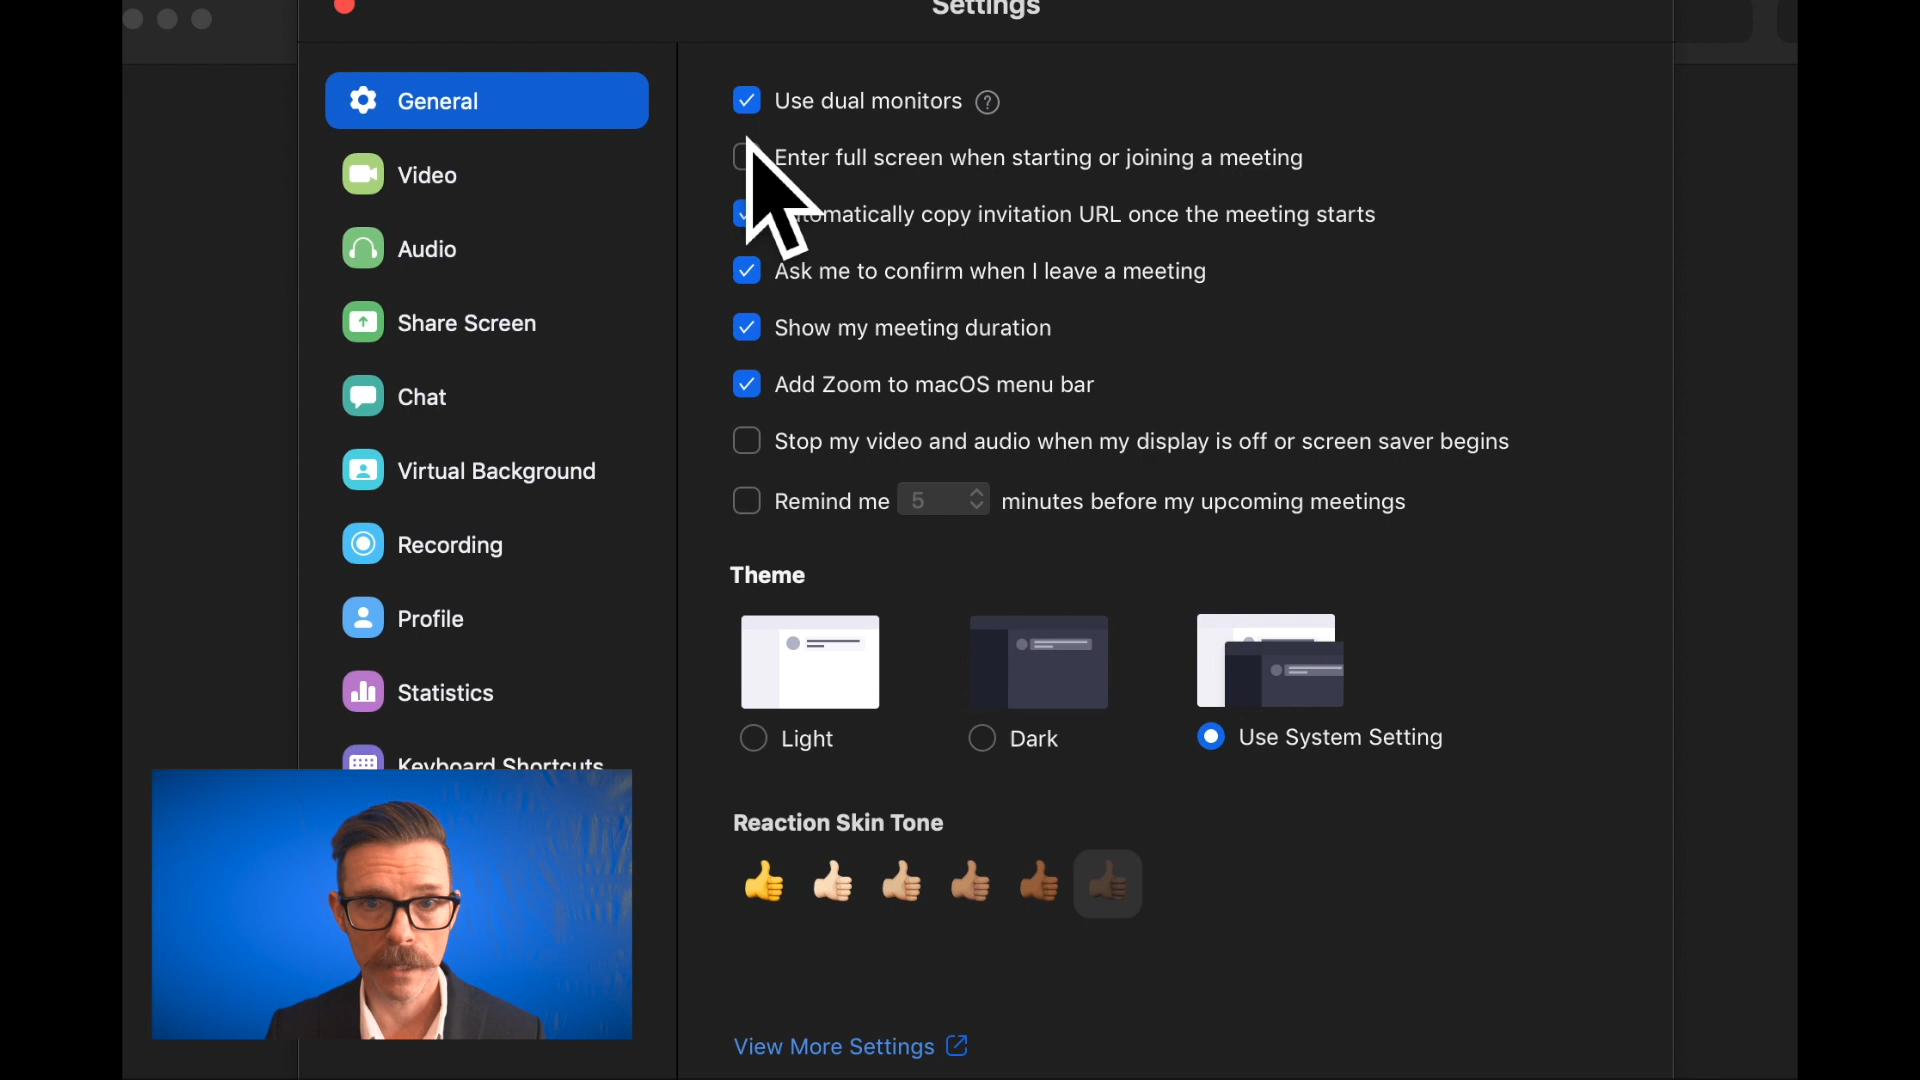 Settings
General
Video
Audio
Share Screen
Chat
Virtual Background
Recording
Profile
Statistics
Keyboard Shortcuts
Use dual monitors ?
Enter full screen when starting or joining a meeting
copy invitation URL once the meeting starts
Ask me to confirm when I leave a meeting
Show my meeting duration
Add Zoom to macOS menu bar
Stop my video and audio when my display is off or screen saver begins
Remind me 5 minutes before my upcoming meetings
Theme
Light
Dark
Use System Setting
Reaction Skin Tone
View More Settings